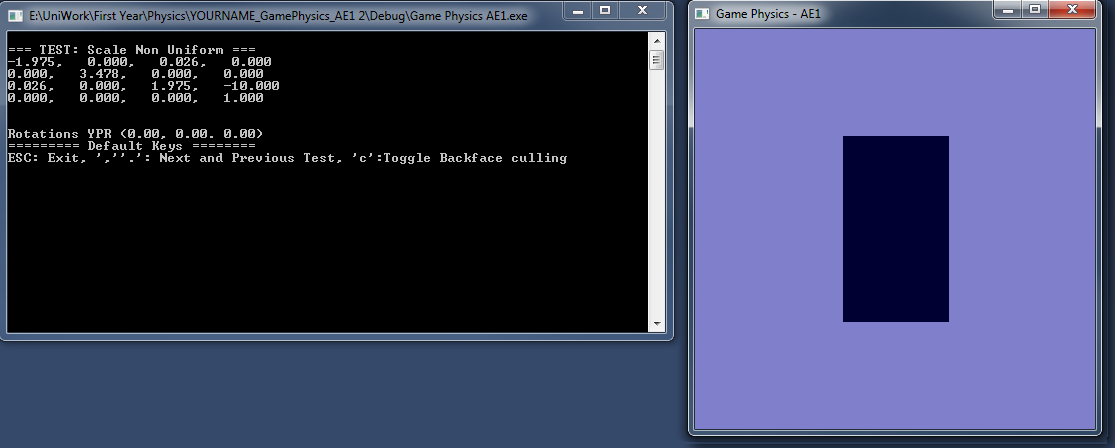 E:\UniWork\First Year\Physics\YOURNAME_GamePhysics_AE1 2\Debug\Game Physics AE1.exe
=== TEST: Scale Non Uniform ===
-1.975, 0.000, 0.026, 0.000
0.000, 3.478, 0.000, 0.000
0.026, 0.000, 1.975, -10.000
0.000, 0.000, 0.000, 1.000
Rotations YPR (0.00, 0.00. 0.00)
========= Default Keys ========
ESC: Exit, ',''.': Next and Previous Test, 'c':Toggle Backface culling
Game Physics - AE1